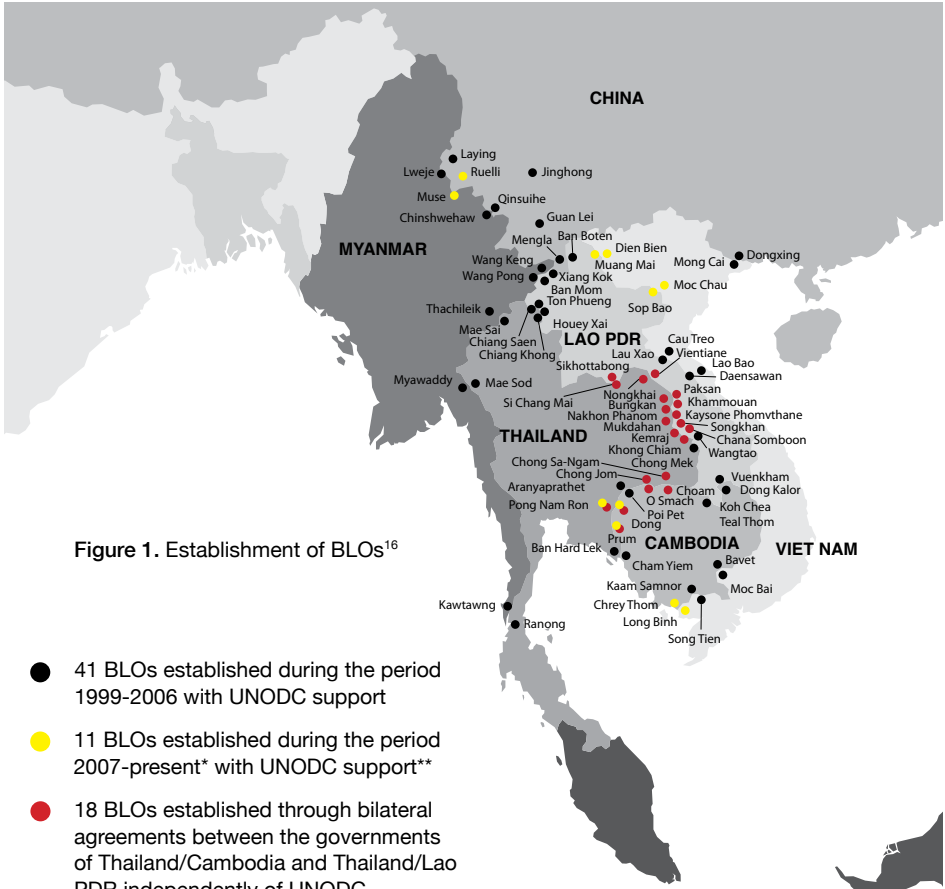 CHINA
Laying
Lweje
Ruelli
Jinghong
Muse
Qinsuihe
Chinshwehaw
Guan Lei
MYANMAR
Mengla
Ban Boten
Dien Bien
Muang Mai
Mong Cai
Dongxing
Wang Keng
Wang Pong
Xiang Kok
Ban Mom
Moc Chau
Sop Bao
Ton Phueng
Thachileik
Mae Sai
Houey Xai
Chiang Saen
Chiang Khong
LAO PDR
Cau Treo
Lau Xao
Vientiane
Sikhottabong
Lao Bao
Daensawan
Myawaddy
Mae Sod
Si Chang Mai
Nongkhai
Paksan
Bungkan
Khammouan
Nakhon Phanom
Kaysone Phomvthane
Mukdahan
Songkhan
THAILAND
Kemraj
Chana Somboon
Khong Chiam
Wangtao
Chong Mek
Chong Sa-Ngam
Chong Jom
Aranyaprathet
Vuenkham
Choam
Dong Kalor
Pong Nam Ron
O Smach
Poi Pet
Koh Chea
Teal Thom
Dong
Prum
CAMBODIA
VIET NAM
Ban Hard Lek
Cham Yiem
Bavet
Moc Bai
Kaam Samnor
Chrey Thom
Long Binh
Song Tien
Kawtawng
Ranong
Figure 1. Establishment of BLOs16
41 BLOs established during the period
1999-2006 with UNODC support
11 BLOs established during the period
2007-present* with UNODC support**
18 BLOs established through bilateral
agreements between the governments
of Thailand/Cambodia and Thailand/Lao
PDR independently of UNODC